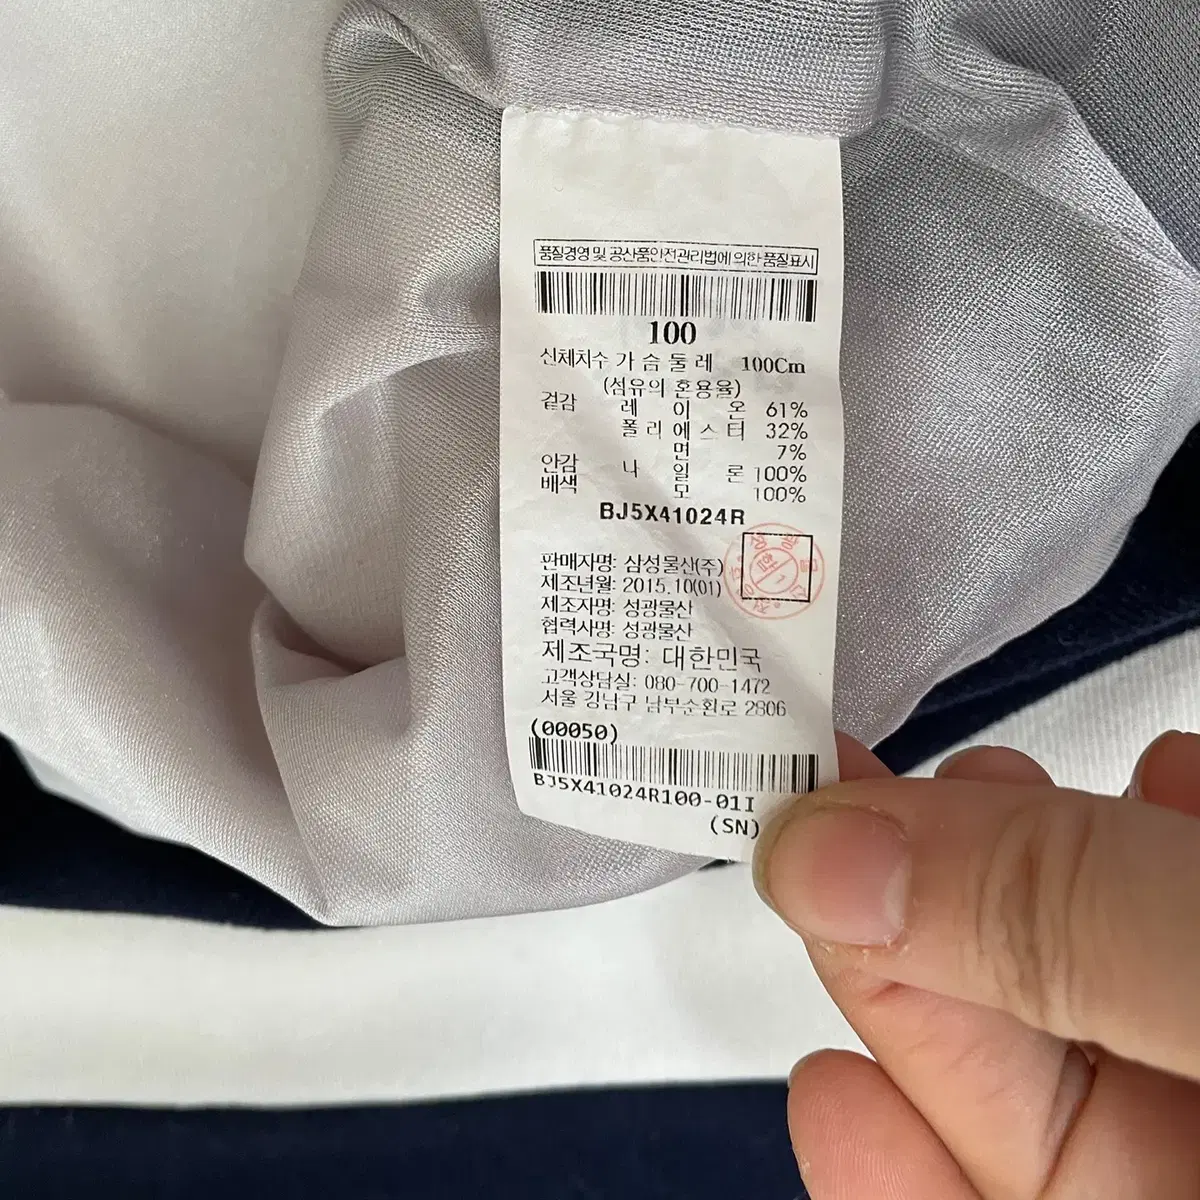 품질경영 및 공산품안전관리법에 의한 품질표시
100
신체치수 가 슴 둘 레 100Cm
(섬유의 혼용율)
겉감 레 이 온 61%
폴 리 에 스 터 32%
면 7%
안감 나 일 론 100%
배색 모 100%
BJ5X41024R
판매자명: 삼성물산(주)
제조년월: 2015.10(01)
제조자명: 성광물산
협력사명: 성광물산
제조국명: 대한민국
고객상담실: 080-700-1472
서울 강남구 남부순환로 2806
(00050)
BJ5X41024R100-01I
(SN)